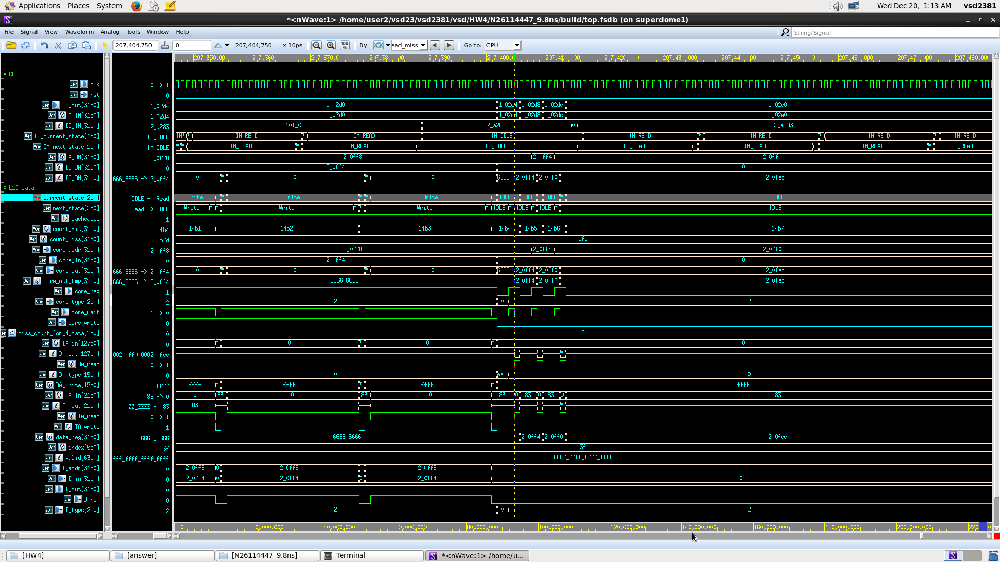 Applications Places System Wed Dec 20, 1:13 AM vsd2381
*<nWave:1> /home/user2/vsd23/vsd2381/vsd/HW4/N26114447_9.8ns/build/top.fsdb (on superdome1)
File Signal View Waveform Analog Tools Window Help String/Signal
207,404,750 0 -207,404,750 x 10ps 100 % By: ead_miss Go to: CPU
207,350,000 207,360,000 207,370,000 207,380,000 207,390,000 207,400,000 207,410,000 207,420,000 207,430,000 207,440,000 207,450,000 207,460,000 207,470,000 207,480,000
= CPU
clk 0 -> 1
rst 0
PC_out[31:0] 1_02d4 1_02d0 1_02d4 1_02d8 1_02dc 1_02e0
A_IM[31:0] 1_02d4 1_02d0 1_02d4 1_02d8 1_02dc 1_02e0
DO_IM[31:0] 2_a283 101_0293 2_a283 0 2_a283
IM_current_state[1:0] IM_IDLE IM* * IM_READ * IM_READ IM_IDLE IM_READ * IM_READ * IM_READ * IM_READ
IM_next_state[1:0] IM_IDLE * * IM_READ * IM_READ IM_IDLE IM_READ * IM_READ * IM_READ * IM_READ
A_DM[31:0] 2_0ff8 2_0ff8 2_0ff4 2_0ff0
DI_DM[31:0] 0 2_0ff4 0
DO_DM[31:0] 666_6666 -> 2_0ff4 0 * 0 * 0 6666* 2_0ff4 2_0ff0 2_0fec
= L1C_data
current_state[2:0] IDLE -> Read Write * * Write * * Write * IDLE * IDLE * IDLE * IDLE
next_state[2:0] Read -> IDLE Write * * Write * * Write * IDLE * IDLE * IDLE * IDLE
cacheable 1
count_Hit[31:0] 14b4 14b1 14b2 14b3 14b4 14b5 14b6 14b7
count_Miss[31:0] bfd bfd
core_addr[31:0] 2_0ff8 2_0ff8 2_0ff4 2_0ff0
core_in[31:0] 0 2_0ff4 0
core_out[31:0] 666_6666 -> 2_0ff4 0 * 0 * 0 6666* 2_0ff4 2_0ff0 2_0fec
core_out_tmp[31:0] 666_6666 -> 2_0ff4 6666_6666 2_0ff4 2_0ff0 2_0fec
core_req 1
core_type[2:0] 2 2 0 2
core_wait 1 -> 0
core_write 0
miss_count_for_4_data[1:0] 0 0
DA_in[127:0] 0 0 * 0 * 0 * 0
DA_out[127:0] 002_0ff0_0002_0fec * * *
DA_read 0 -> 1
DA_type[15:0] 0 0 ee* 0
DA_write[15:0] ffff ffff * ffff * ffff * ffff
TA_in[21:0] 83 -> 0 0 83 0 83 0 83 0 83 0 83 0 83
TA_out[21:0] ZZ_ZZZZ -> 83 83 83 83 * * *
TA_read 0 -> 1
TA_write 1
data_reg[31:0] 6666_6666 6666_6666 2_0ff4 2_0ff0 2_0fec
index[5:0] 3f 3f
valid[63:0] fff_ffff_ffff_ffff ffff_ffff_ffff_ffff
D_addr[31:0] 0 2_0ff8 0 2_0ff8 0 2_0ff8 0
D_in[31:0] 0 2_0ff4 0 2_0ff4 0 2_0ff4 0
D_out[31:0] 0 0
D_req 0
D_type[2:0] 2 2 0 2
0 20,000,000 40,000,000 60,000,000 80,000,000 100,000,000 120,000,000 140,000,000 160,000,000 180,000,000 200,000,000
[HW4] [answer] [N26114447_9.8ns] Terminal *<nWave:1> /home/u...